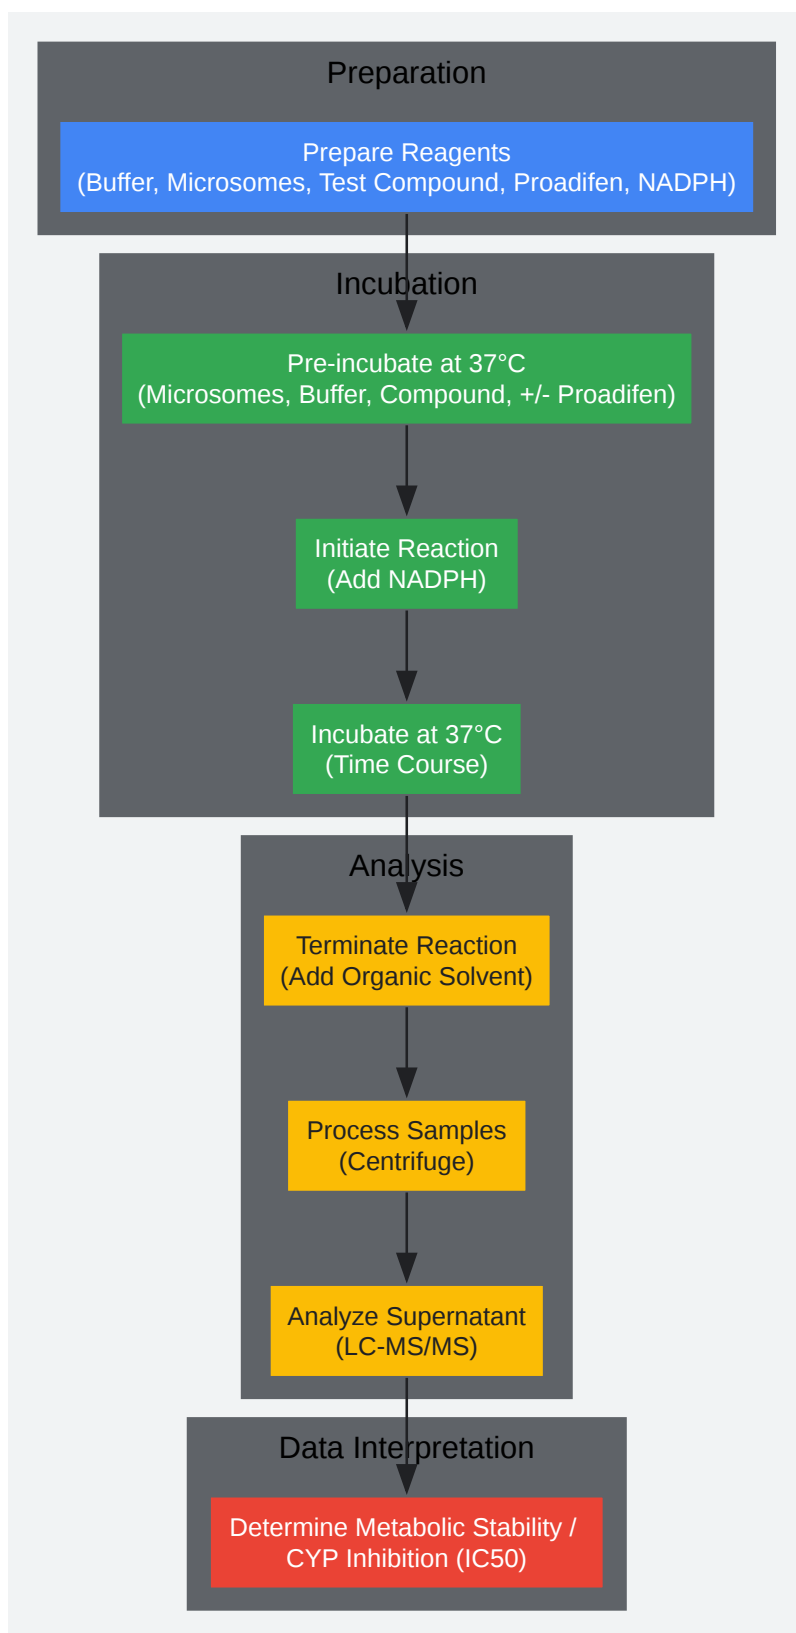 Preparation
Prepare Reagents
(Buffer, Microsomes, Test Compound, Proadifen, NADPH)
Incubation
Pre-incubate at 37°C
(Microsomes, Buffer, Compound, +/- Proadifen)
Initiate Reaction
(Add NADPH)
Incubate at 37°C
(Time Course)
Analysis
Terminate Reaction
(Add Organic Solvent)
Process Samples
(Centrifuge)
Analyze Supernatant
(LC-MS/MS)
Data Interpretation
Determine Metabolic Stability /
CYP Inhibition (IC50)